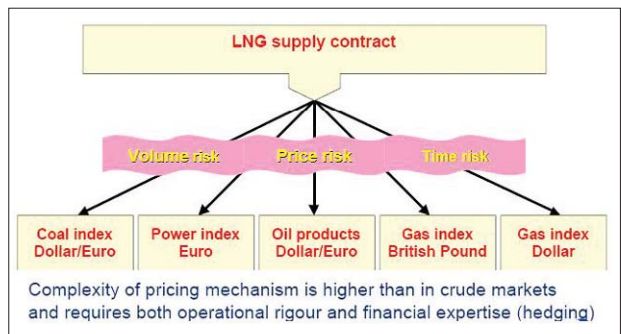 LNG supply contract
Volume risk
Price risk
Time risk
Coal index
Dollar/Euro
Power index
Euro
Oil products
Dollar/Euro
Gas index
British Pound
Gas index
Dollar
Complexity of pricing mechanism is higher than in crude markets
and requires both operational rigour and financial expertise (hedging)